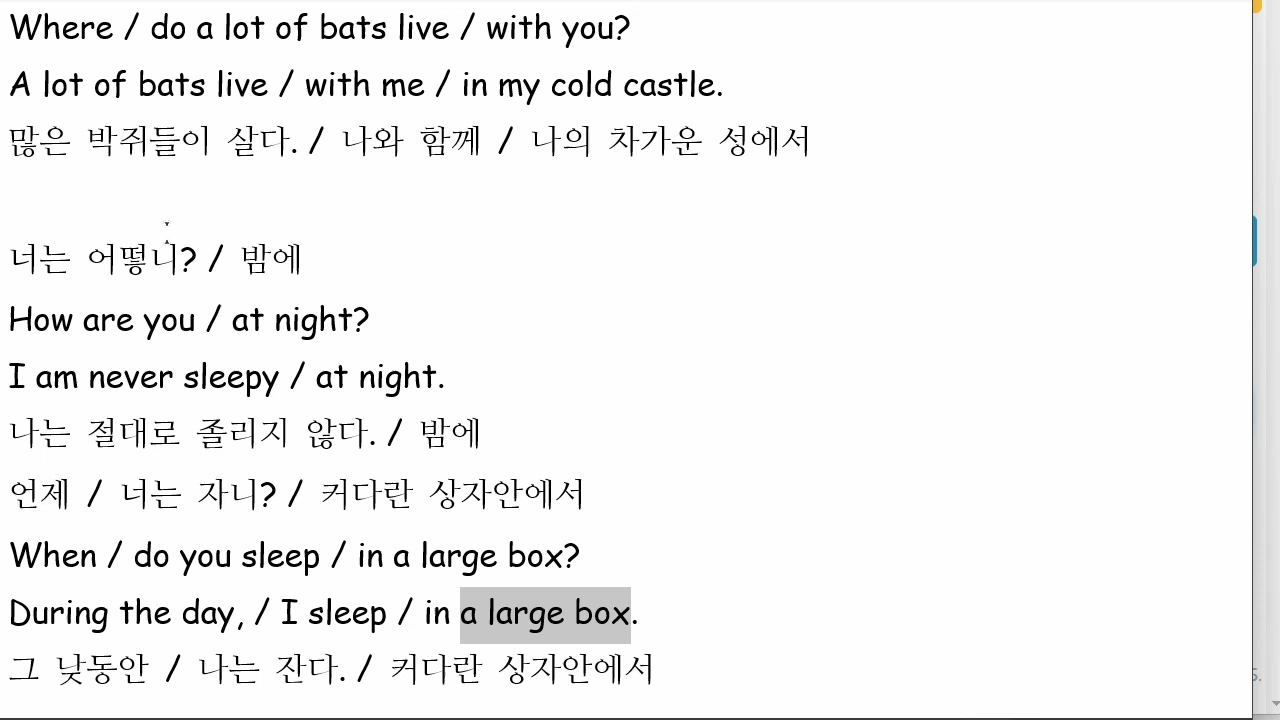 Where / do a lot of bats live / with you?
A lot of bats live / with me / in my cold castle.
많은 박쥐들이 살다. / 나와 함께 / 나의 차가운 성에서
너는 어떻니? / 밤에
How are you / at night?
I am never sleepy / at night.
나는 절대로 졸리지 않다. / 밤에
언제 / 너는 자니? / 커다란 상자안에서
When / do you sleep / in a large box?
During the day, / I sleep / in a large box.
그 낮동안 / 나는 잔다. / 커다란 상자안에서